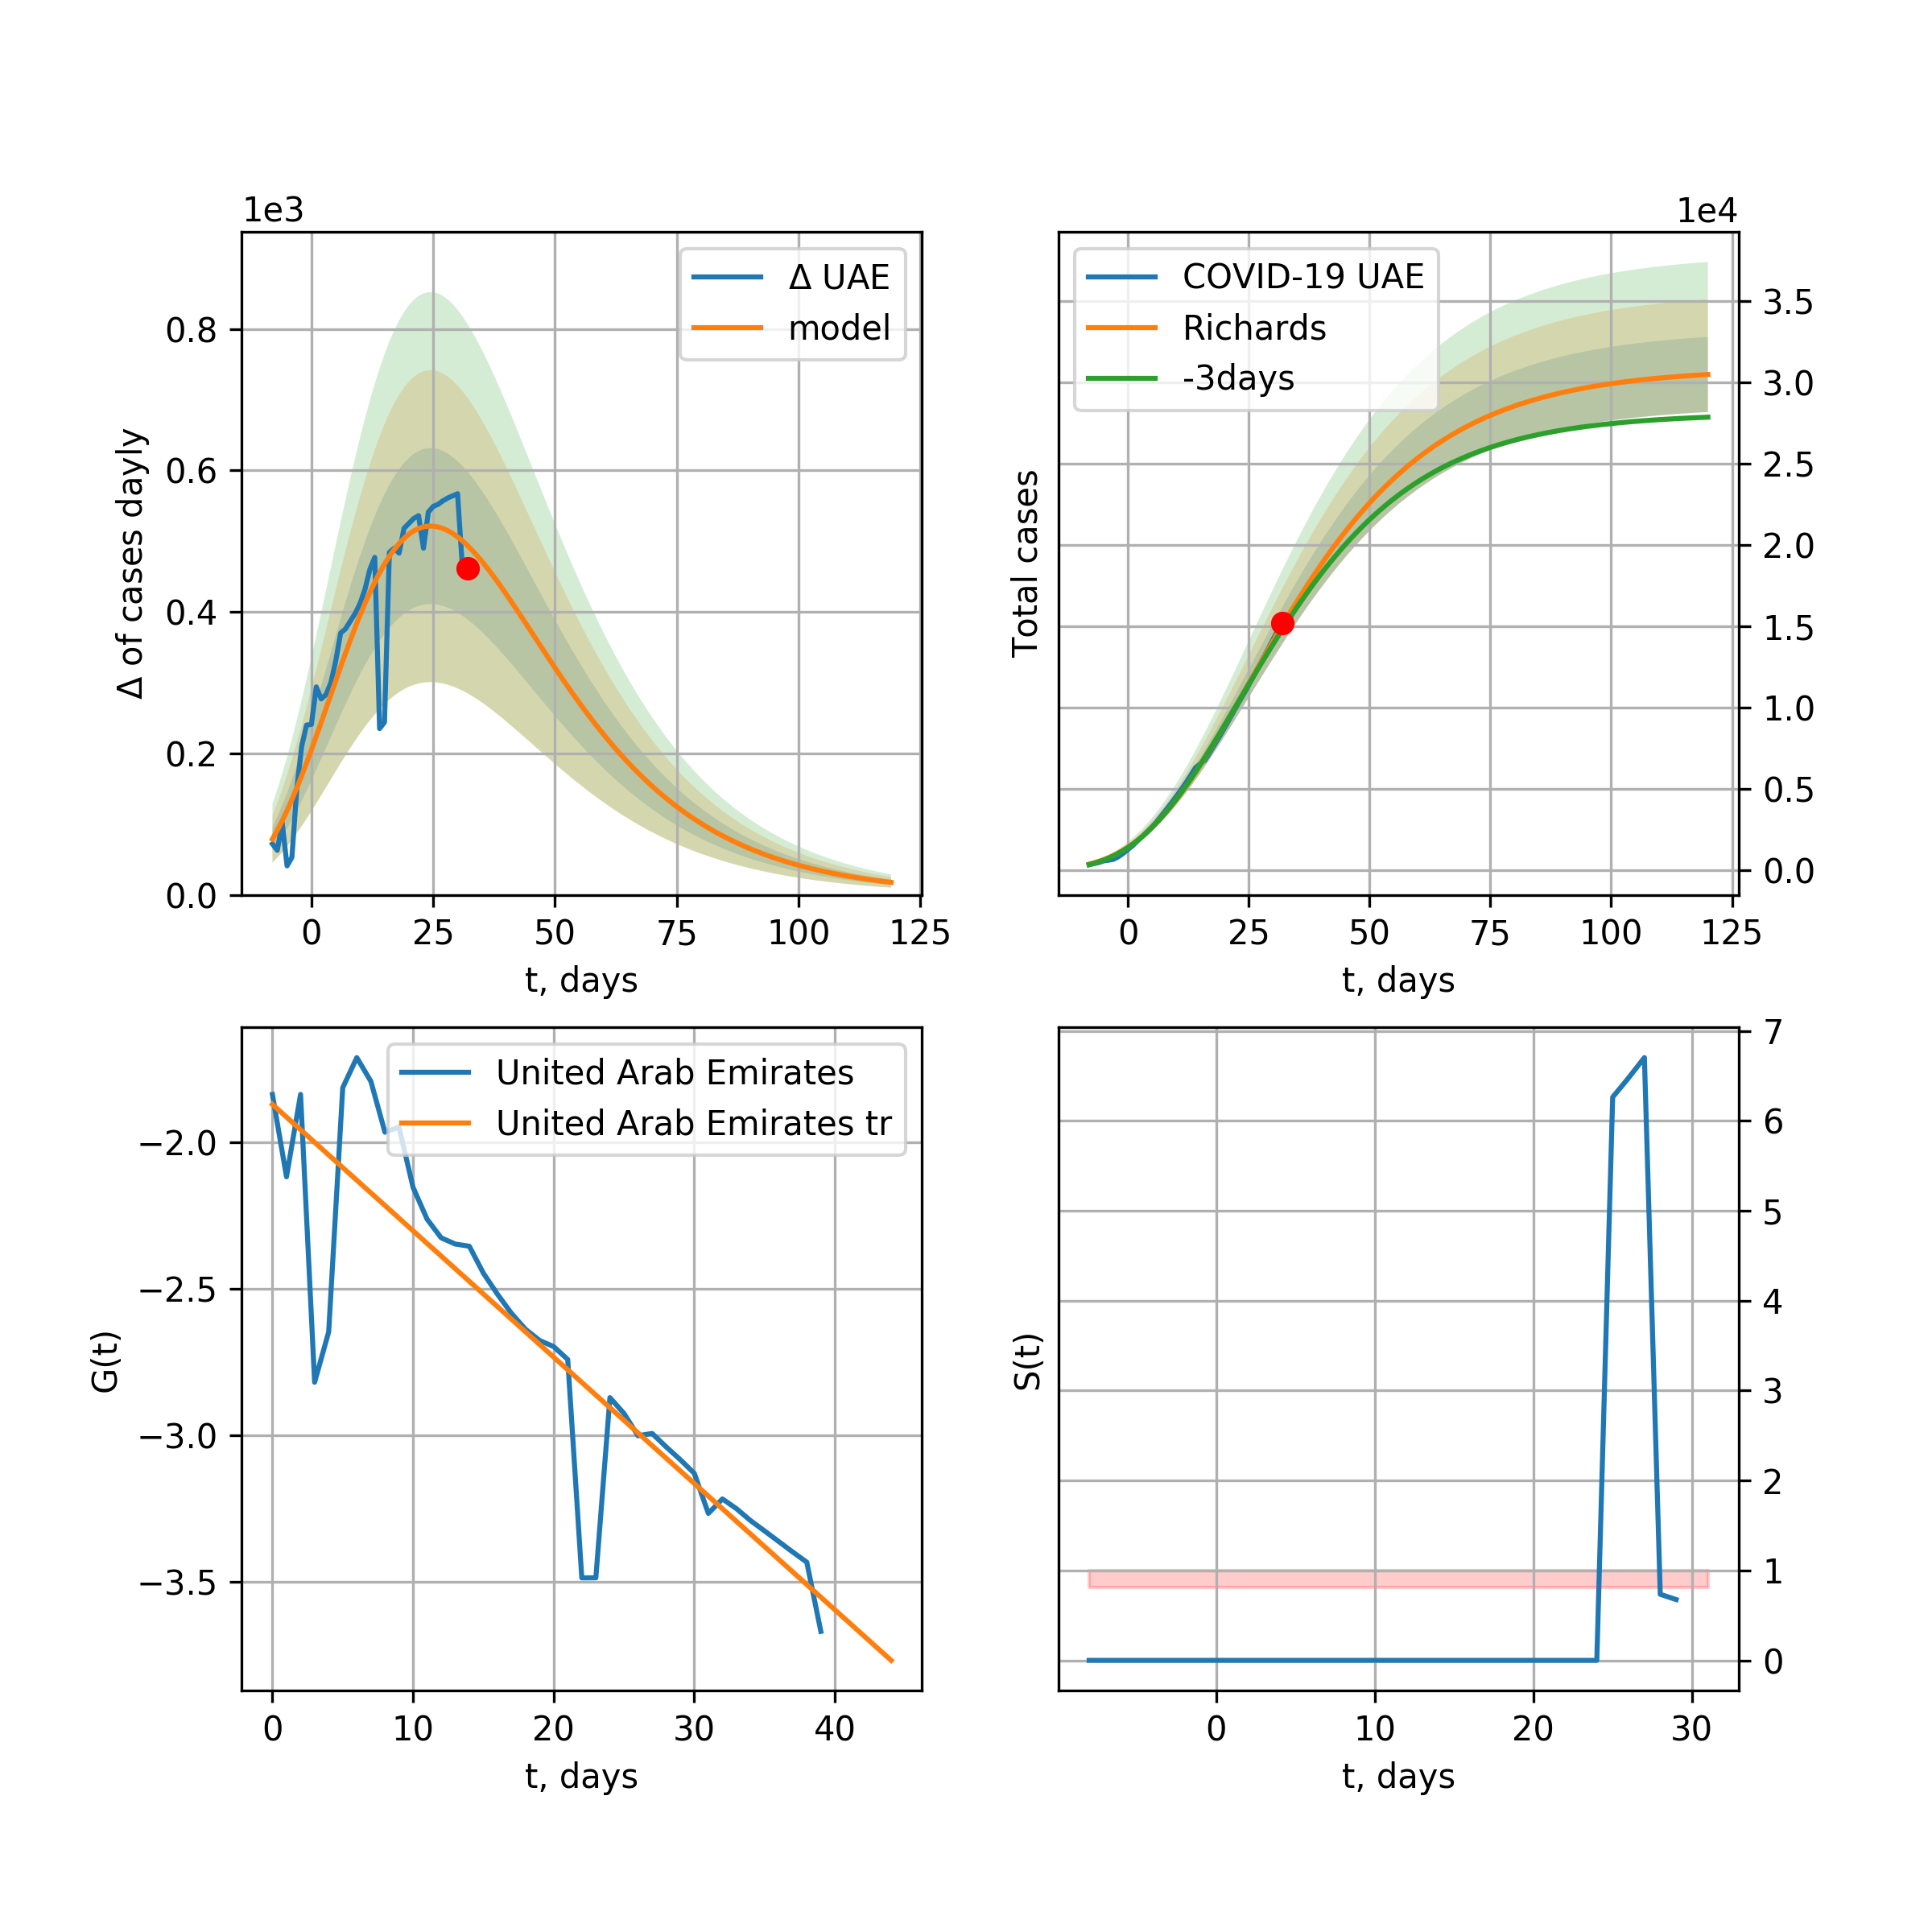 1e3
Δ UAE
model
0.8
0.6
0.4
0.2
0.0
Δ of cases dayly
0 25 50 75 100 125
t, days
1e4
COVID-19 UAE
Richards
-3days
3.5
3.0
2.5
2.0
1.5
1.0
0.5
0.0
Total cases
0 25 50 75 100 125
t, days
United Arab Emirates
United Arab Emirates tr
−2.0
−2.5
−3.0
−3.5
G(t)
0 10 20 30 40
t, days
7
6
5
4
3
2
1
0
S(t)
0 10 20 30
t, days